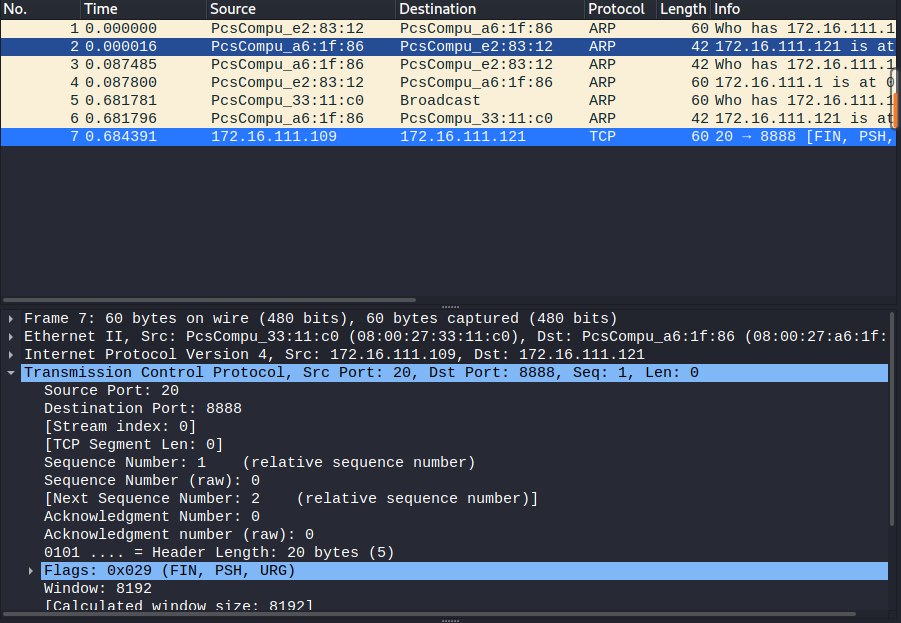 No. Time Source Destination Protocol Length Info
1 0.000000 PcsCompu_e2:83:12 PcsCompu_a6:1f:86 ARP 60 Who has 172.16.111.1
2 0.000016 PcsCompu_a6:1f:86 PcsCompu_e2:83:12 ARP 42 172.16.111.121 is at
3 0.087485 PcsCompu_a6:1f:86 PcsCompu_e2:83:12 ARP 42 Who has 172.16.111.1
4 0.087800 PcsCompu_e2:83:12 PcsCompu_a6:1f:86 ARP 60 172.16.111.1 is at 0
5 0.681781 PcsCompu_33:11:c0 Broadcast ARP 60 Who has 172.16.111.1
6 0.681796 PcsCompu_a6:1f:86 PcsCompu_33:11:c0 ARP 42 172.16.111.121 is at
7 0.684391 172.16.111.109 172.16.111.121 TCP 60 20 → 8888 [FIN, PSH,
Frame 7: 60 bytes on wire (480 bits), 60 bytes captured (480 bits)
Ethernet II, Src: PcsCompu_33:11:c0 (08:00:27:33:11:c0), Dst: PcsCompu_a6:1f:86 (08:00:27:a6:1f:
Internet Protocol Version 4, Src: 172.16.111.109, Dst: 172.16.111.121
Transmission Control Protocol, Src Port: 20, Dst Port: 8888, Seq: 1, Len: 0
Source Port: 20
Destination Port: 8888
[Stream index: 0]
[TCP Segment Len: 0]
Sequence Number: 1 (relative sequence number)
Sequence Number (raw): 0
[Next Sequence Number: 2 (relative sequence number)]
Acknowledgment Number: 0
Acknowledgment number (raw): 0
0101 .... = Header Length: 20 bytes (5)
Flags: 0x029 (FIN, PSH, URG)
Window: 8192
[Calculated window size: 8192]